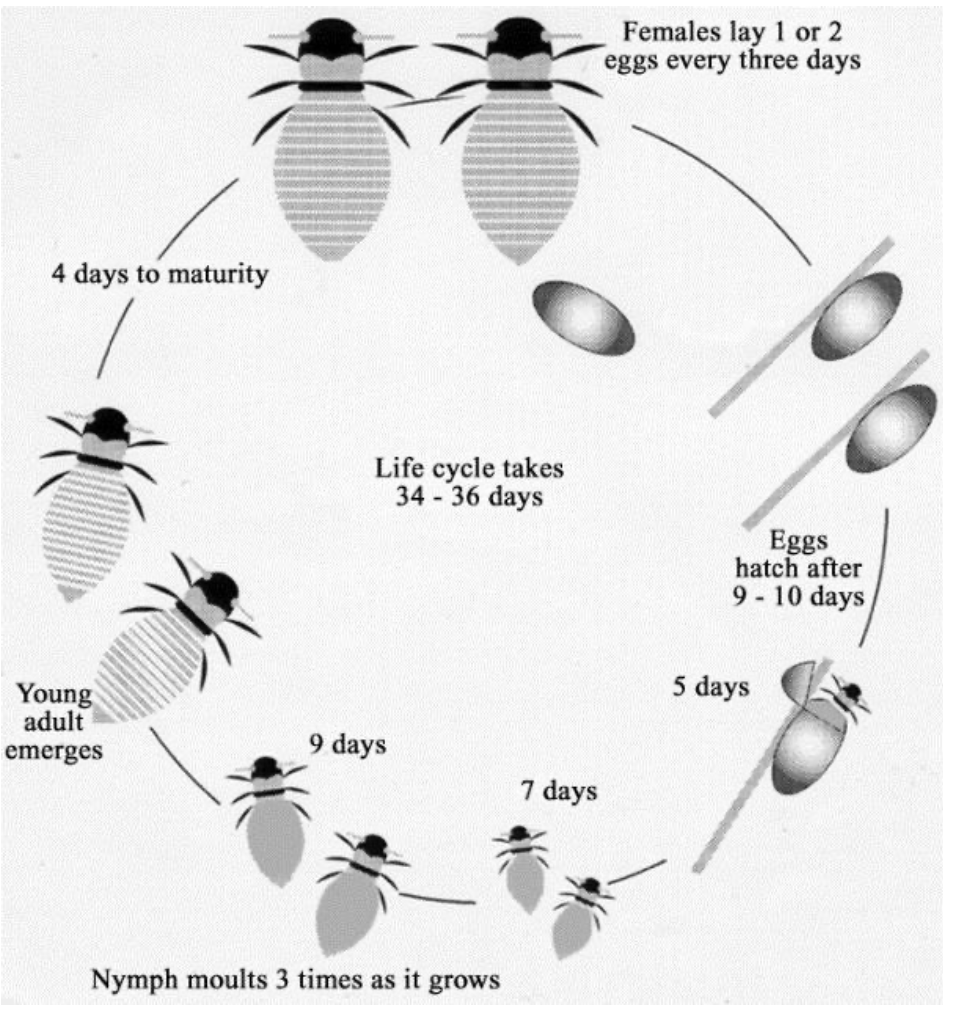 Females lay 1 or 2
eggs every three days
4 days to maturity
Life cycle takes
34 - 36 days
Eggs
hatch after
9 - 10 days
5 days
Young
adult
emerges
9 days
7 days
Nymph moults 3 times as it grows